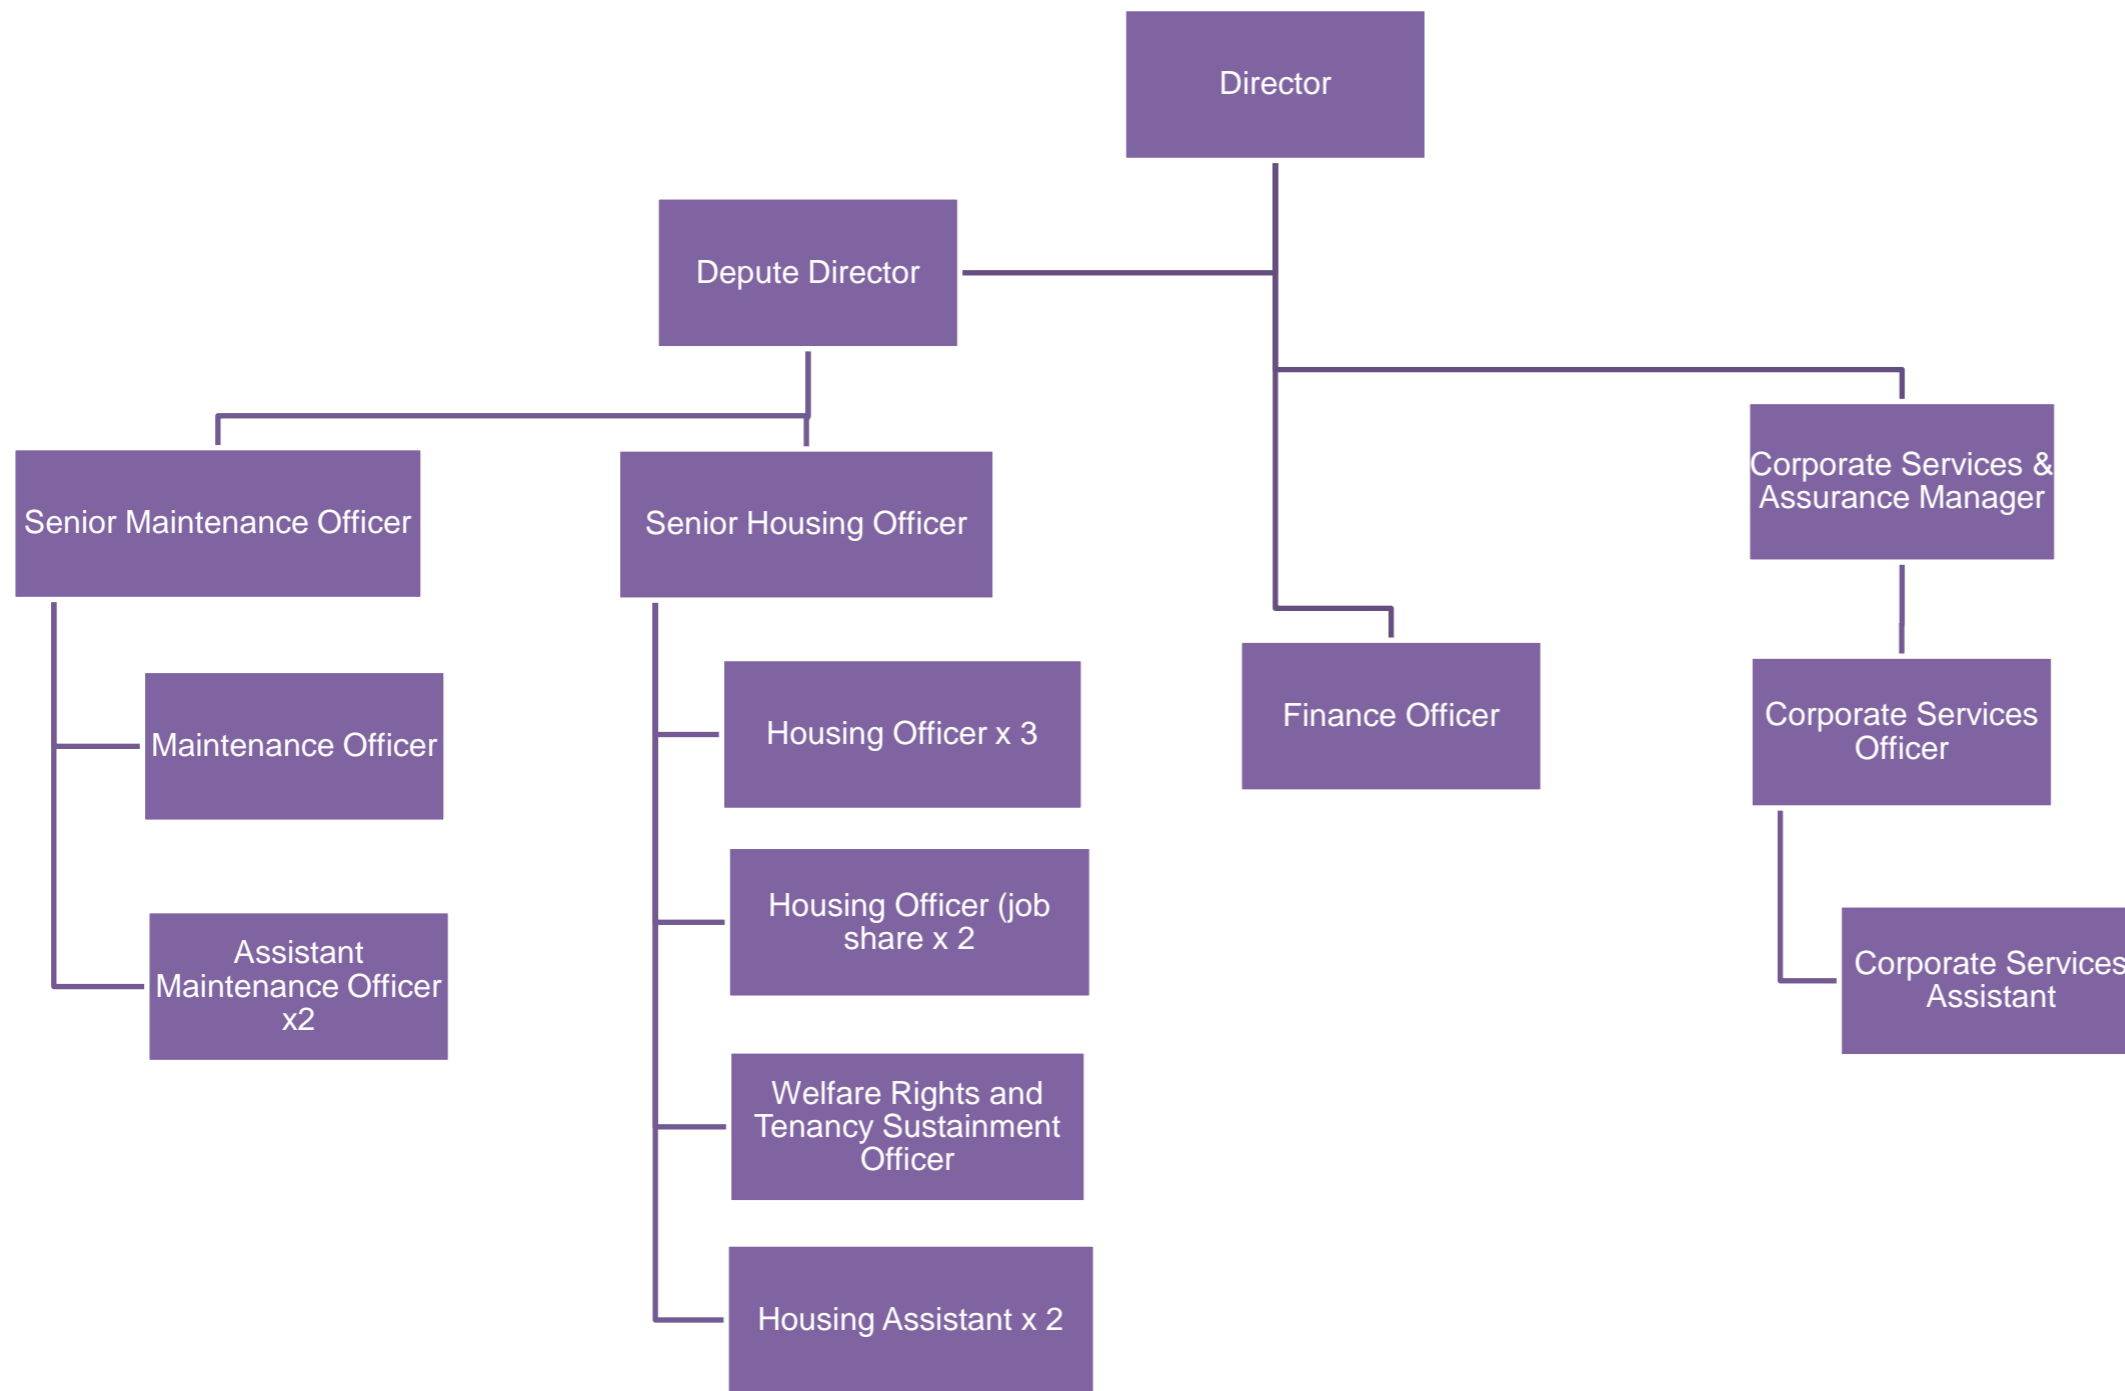 Director
Depute Director
Senior Maintenance Officer
Senior Housing Officer
Corporate Services &
Assurance Manager
Maintenance Officer
Housing Officer x 3
Finance Officer
Corporate Services
Officer
Assistant
Maintenance Officer
x2
Housing Officer (job
share x 2
Corporate Services
Assistant
Welfare Rights and
Tenancy Sustainment
Officer
Housing Assistant x 2